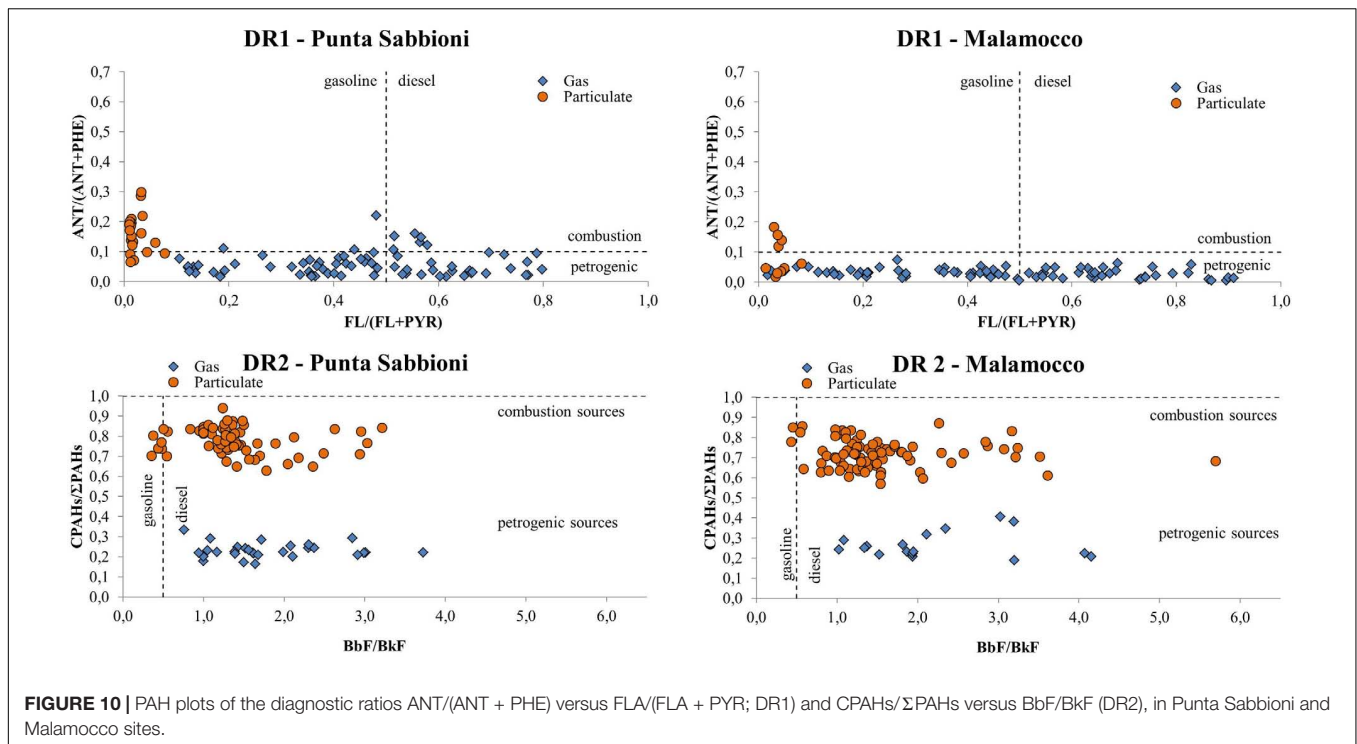 DR1 - Punta Sabbioni
gasoline diesel
Gas
Particulate
0,7
0,6
0,5
0,4
0,3
0,2
0,1
0,0
ANT/(ANT+PHE)
combustion
petrogenic
0,0 0,2 0,4 0,6 0,8 1,0
FL/(FL+PYR)
DR1 - Malamocco
gasoline diesel
Gas
Particulate
0,7
0,6
0,5
0,4
0,3
0,2
0,1
0,0
ANT/(ANT+PHE)
combustion
petrogenic
0,0 0,2 0,4 0,6 0,8 1,0
FL/(FL+PYR)
DR2 - Punta Sabbioni
Gas
Particulate
1,0
0,9
0,8
0,7
0,6
0,5
0,4
0,3
0,2
0,1
0,0
CPAHs/ΣPAHs
combustion sources
gasoline
diesel
petrogenic sources
0,0 1,0 2,0 3,0 4,0 5,0 6,0
BbF/BkF
DR 2 - Malamocco
Gas
Particulate
1,0
0,9
0,8
0,7
0,6
0,5
0,4
0,3
0,2
0,1
0,0
CPAHs/ΣPAHs
combustion sources
gasoline
diesel
petrogenic sources
0,0 1,0 2,0 3,0 4,0 5,0 6,0
BbF/BkF
FIGURE 10 | PAH plots of the diagnostic ratios ANT/(ANT + PHE) versus FLA/(FLA + PYR; DR1) and CPAHs/ΣPAHs versus BbF/BkF (DR2), in Punta Sabbioni and
Malamocco sites.